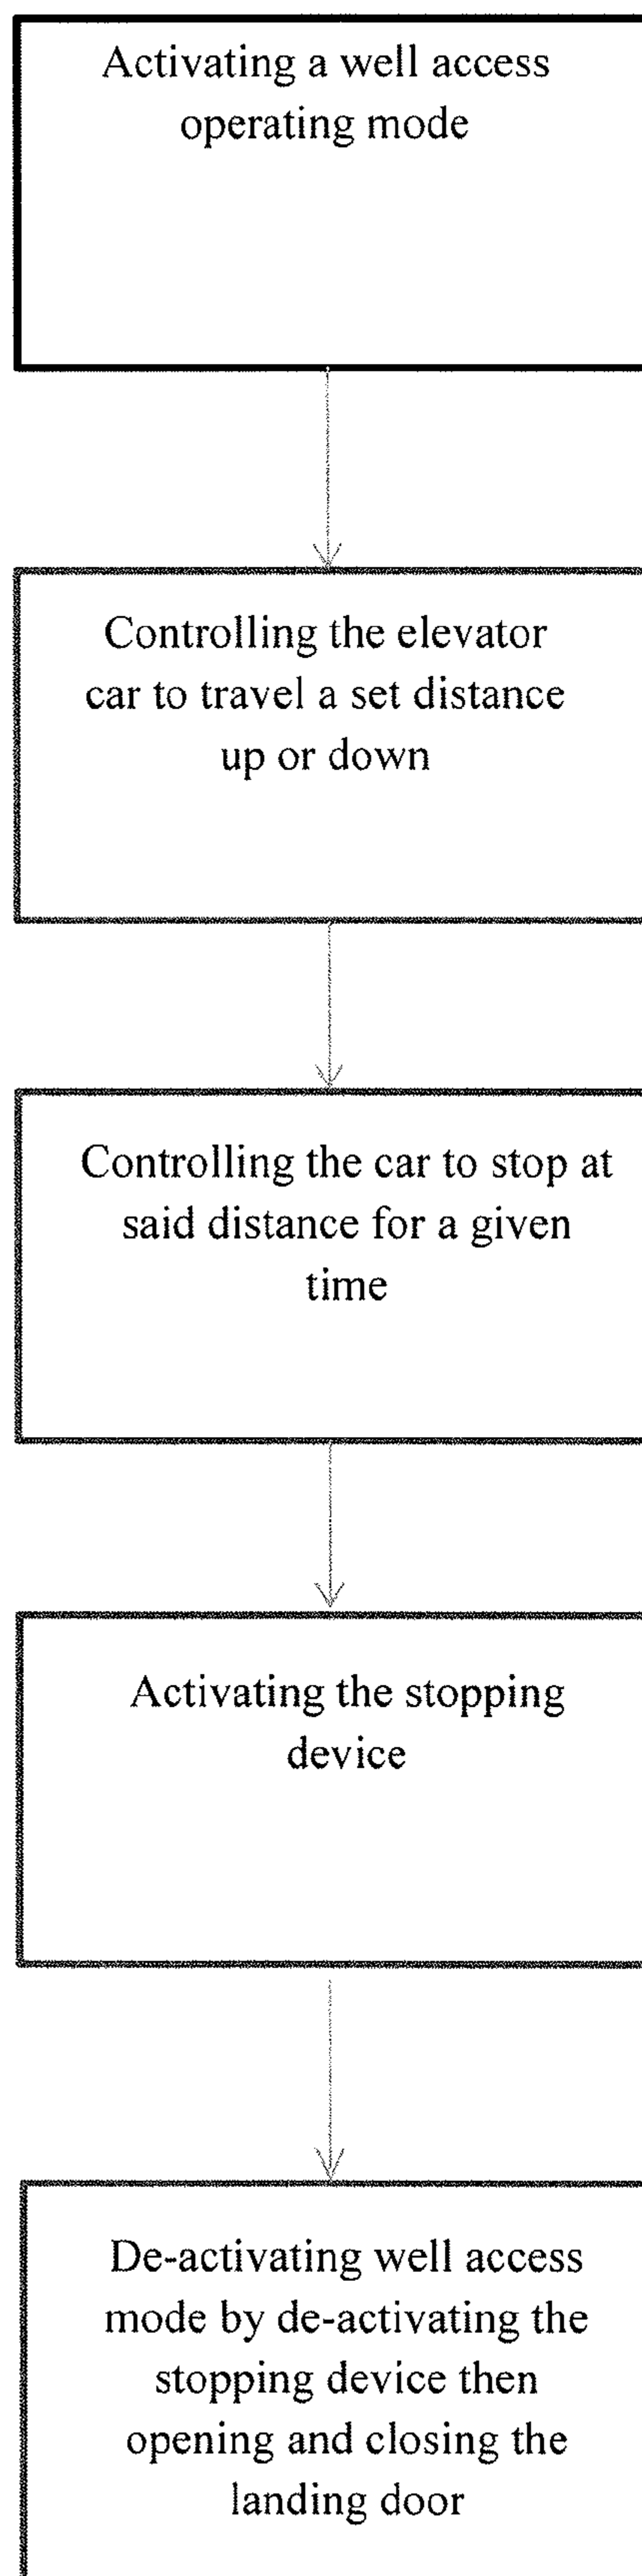 Activating a well access
operating mode
Controlling the elevator
car to travel a set distance
up or down
Controlling the car to stop at
said distance for a given
time
Activating the stopping
device
De-activating well access
mode by de-activating the
stopping device then
opening and closing the
landing door